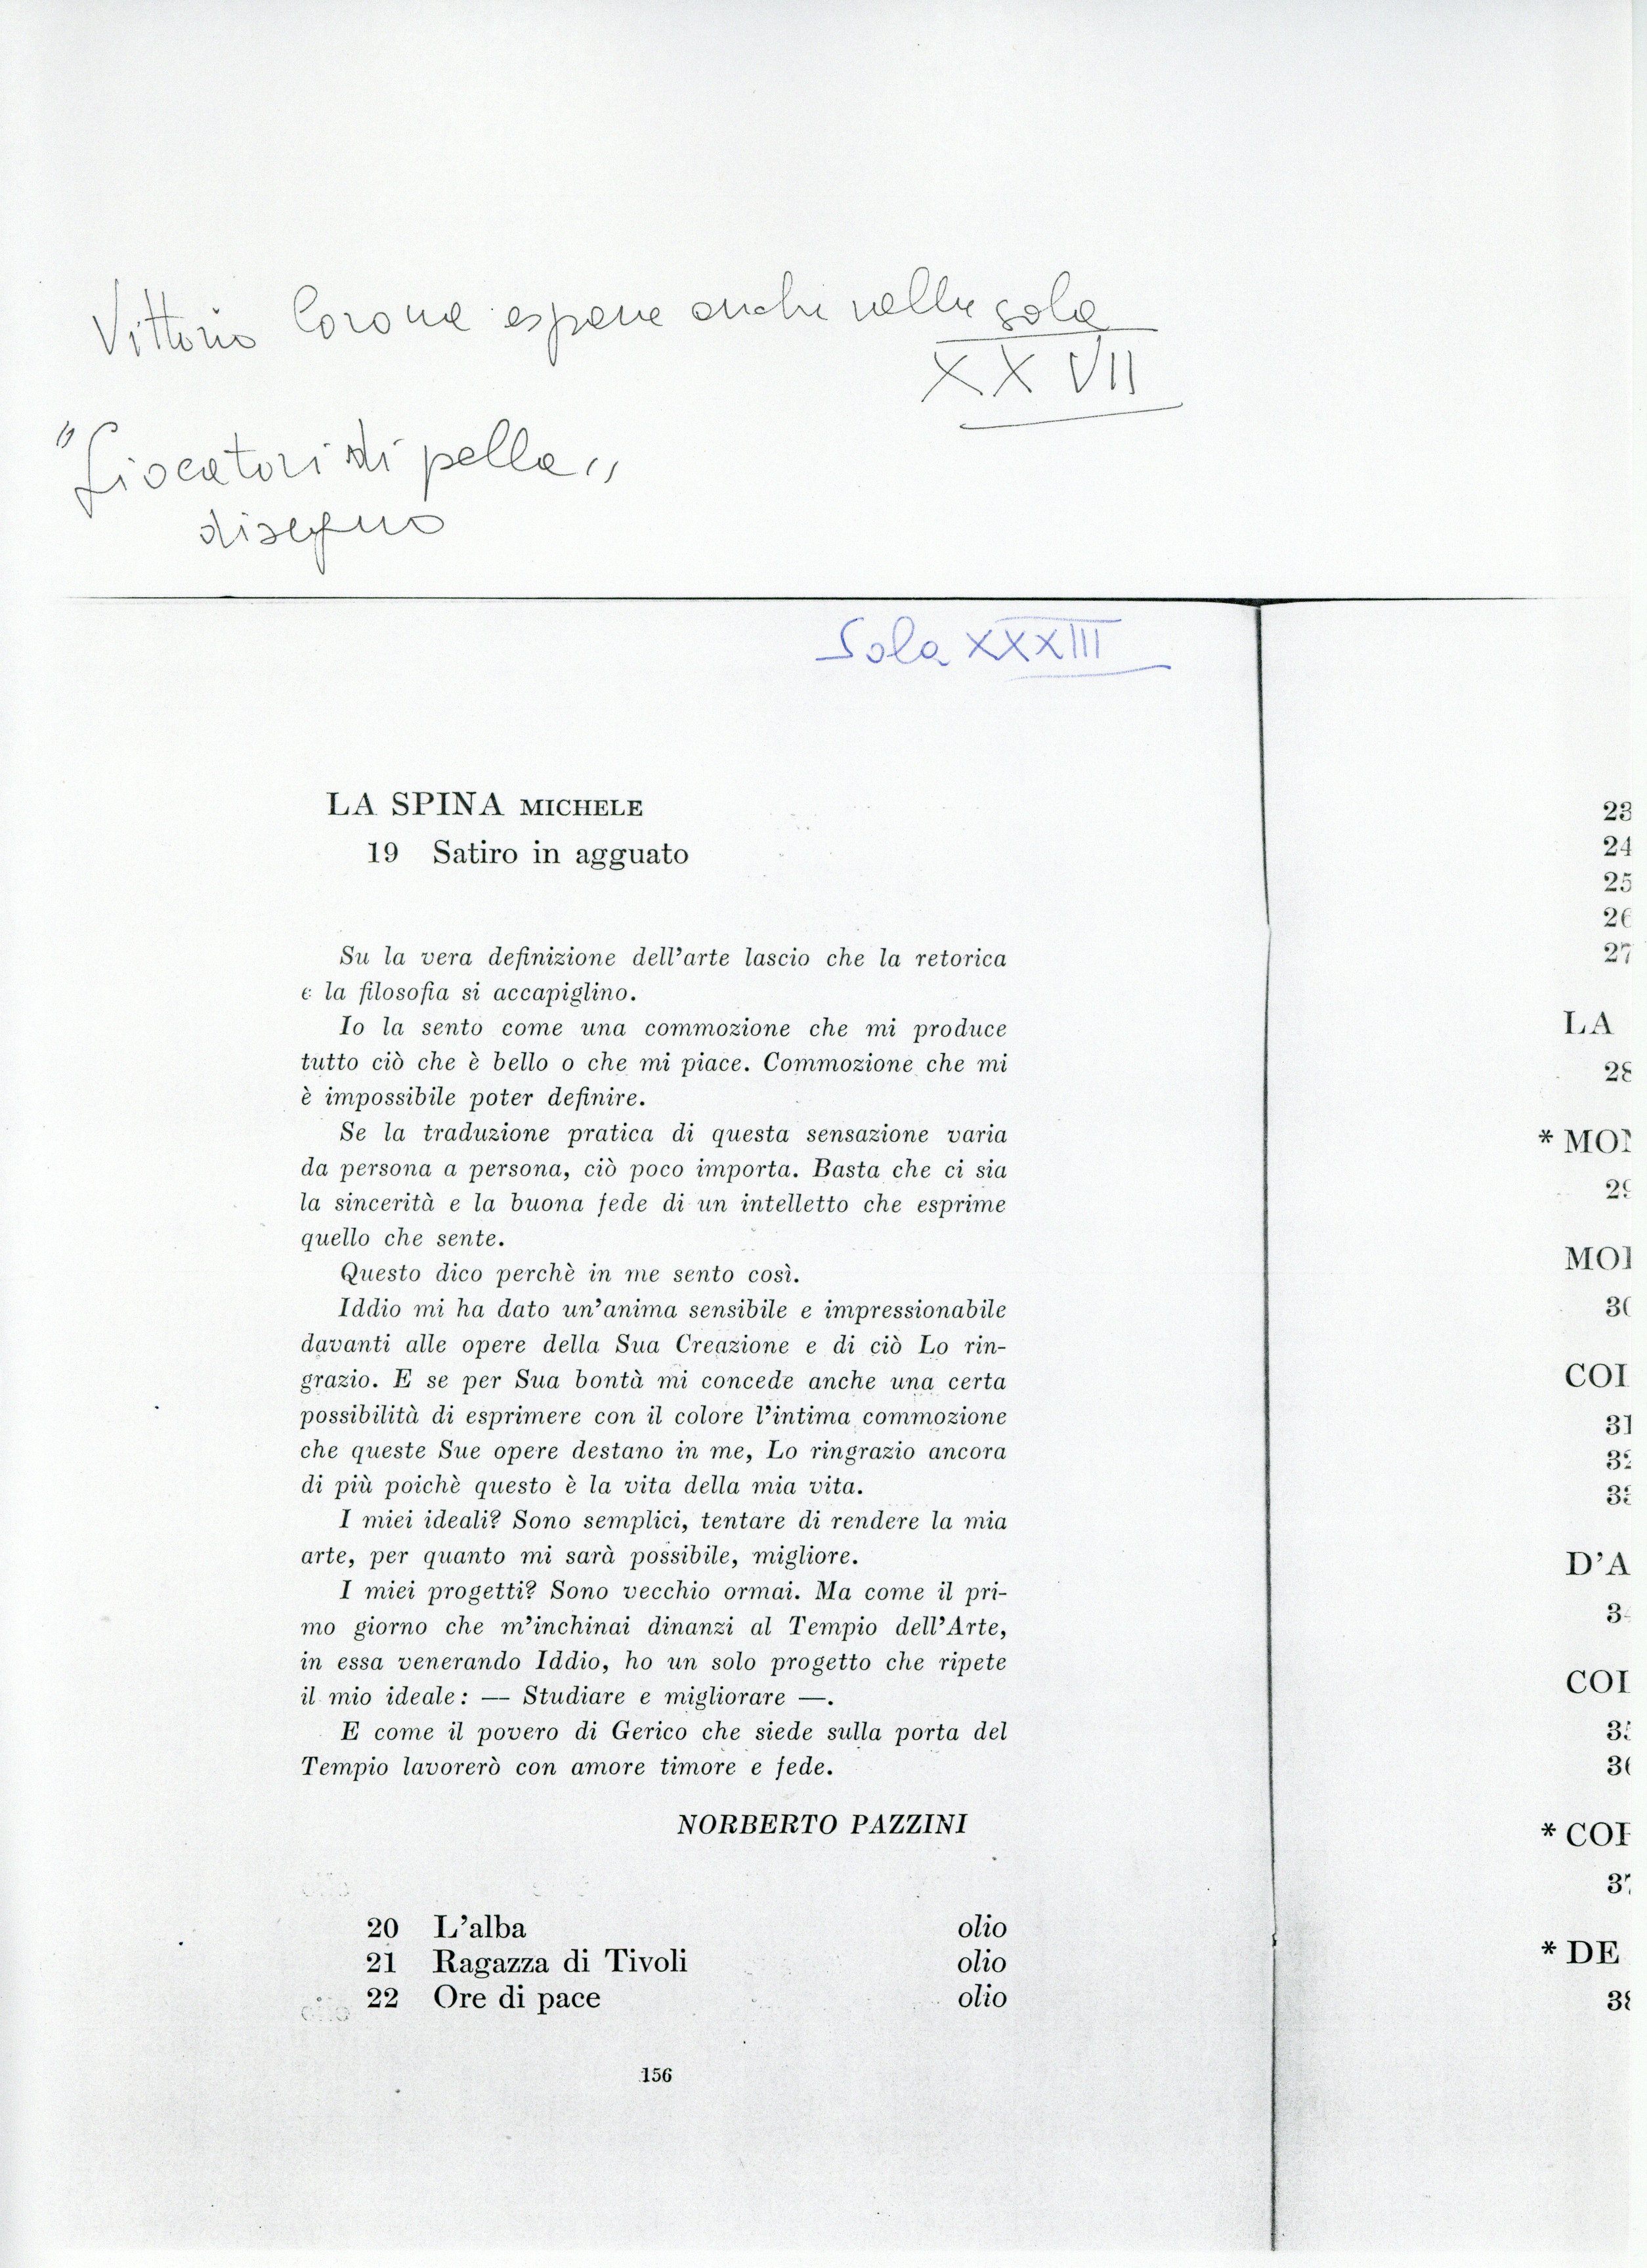 Vittorio Corona espone anche nella sala
XXVII
"Giocatori di palla"
disegno
Sala XXXIII
LA SPINA MICHELE
19 Satiro in agguato
Su la vera definizione dell'arte lascio che la retorica
e la filosofia si accapiglino.
Io la sento come una commozione che mi produce
tutto ciò che è bello o che mi piace. Commozione che mi
è impossibile poter definire.
Se la traduzione pratica di questa sensazione varia
da persona a persona, ciò poco importa. Basta che ci sia
la sincerità e la buona fede di un intelletto che esprime
quello che sente.
Questo dico perchè in me sento così.
Iddio mi ha dato un'anima sensibile e impressionabile
davanti alle opere della Sua Creazione e di ciò Lo rin-
grazio. E se per Sua bontà mi concede anche una certa
possibilità di esprimere con il colore l'intima commozione
che queste Sue opere destano in me, Lo ringrazio ancora
di più poichè questo è la vita della mia vita.
I miei ideali? Sono semplici, tentare di rendere la mia
arte, per quanto mi sarà possibile, migliore.
I miei progetti? Sono vecchio ormai. Ma come il pri-
mo giorno che m'inchinai dinanzi al Tempio dell'Arte,
in essa venerando Iddio, ho un solo progetto che ripete
il mio ideale: — Studiare e migliorare —.
E come il povero di Gerico che siede sulla porta del
Tempio lavorerò con amore timore e fede.
NORBERTO PAZZINI
20 L'alba olio
21 Ragazza di Tivoli olio
22 Ore di pace olio
156
23
24
25
27
LA
* MO
MO
CO
31
D'A
CO
* CO
* DE